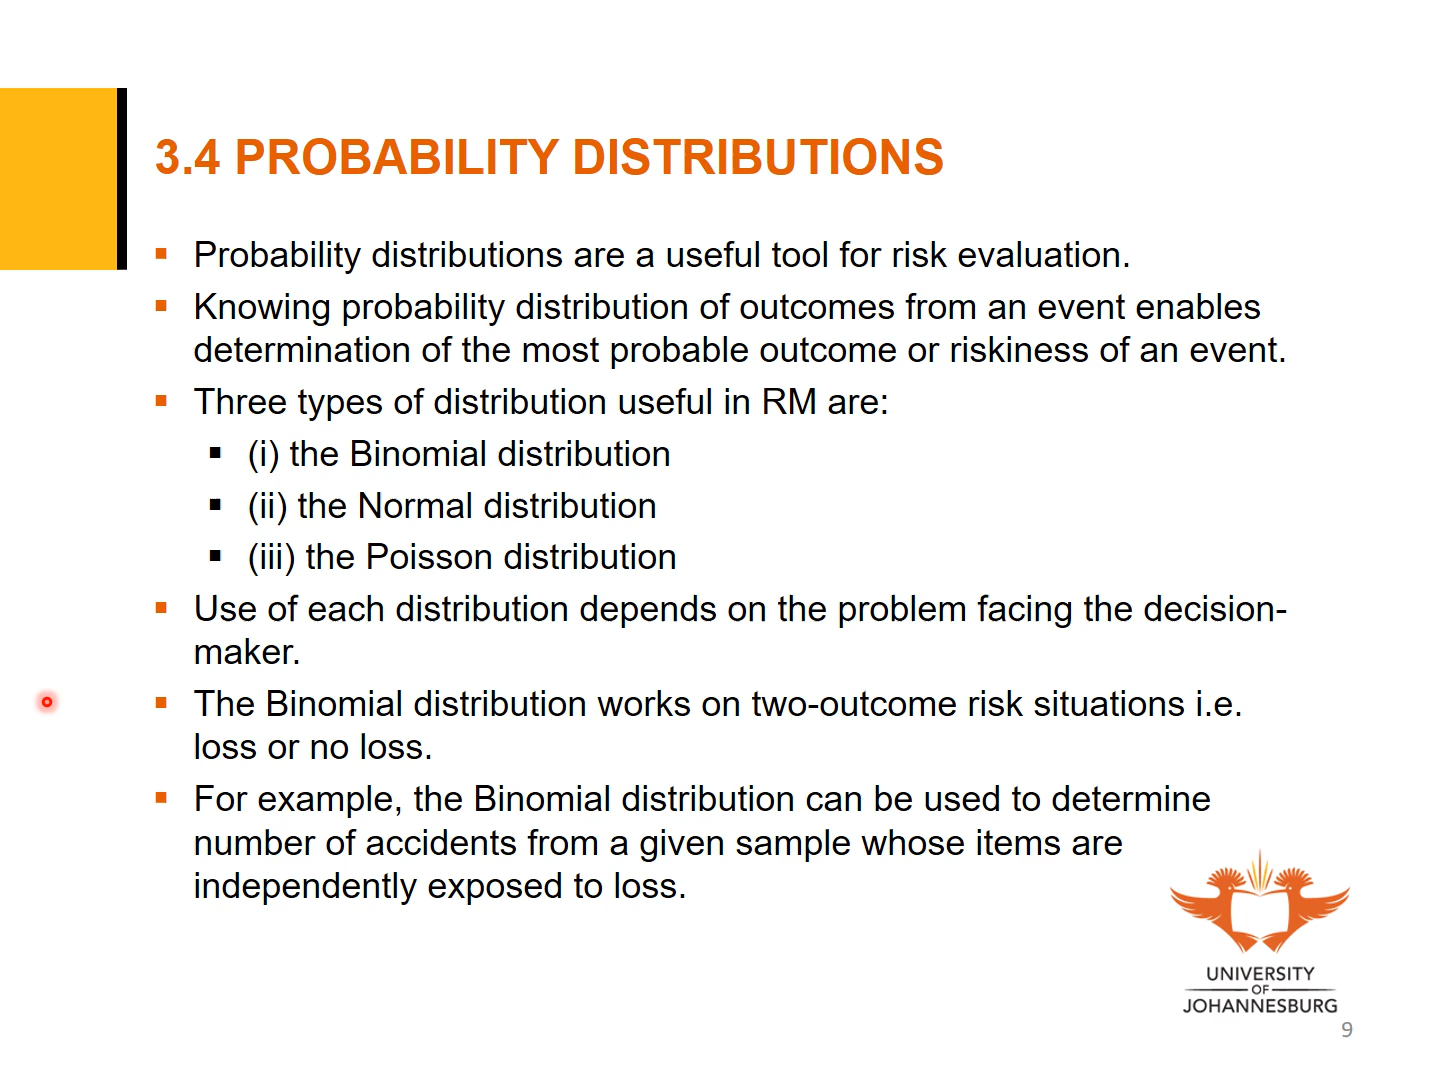 3.4 PROBABILITY DISTRIBUTIONS
Probability distributions are a useful tool for risk evaluation.
Knowing probability distribution of outcomes from an event enables
determination of the most probable outcome or riskiness of an event.
Three types of distribution useful in RM are:
(i) the Binomial distribution
(ii) the Normal distribution
(iii) the Poisson distribution
Use of each distribution depends on the problem facing the decision-
maker.
The Binomial distribution works on two-outcome risk situations i.e.
loss or no loss.
For example, the Binomial distribution can be used to determine
number of accidents from a given sample whose items are
independently exposed to loss.
UNIVERSITY
OF
JOHANNESBURG
9